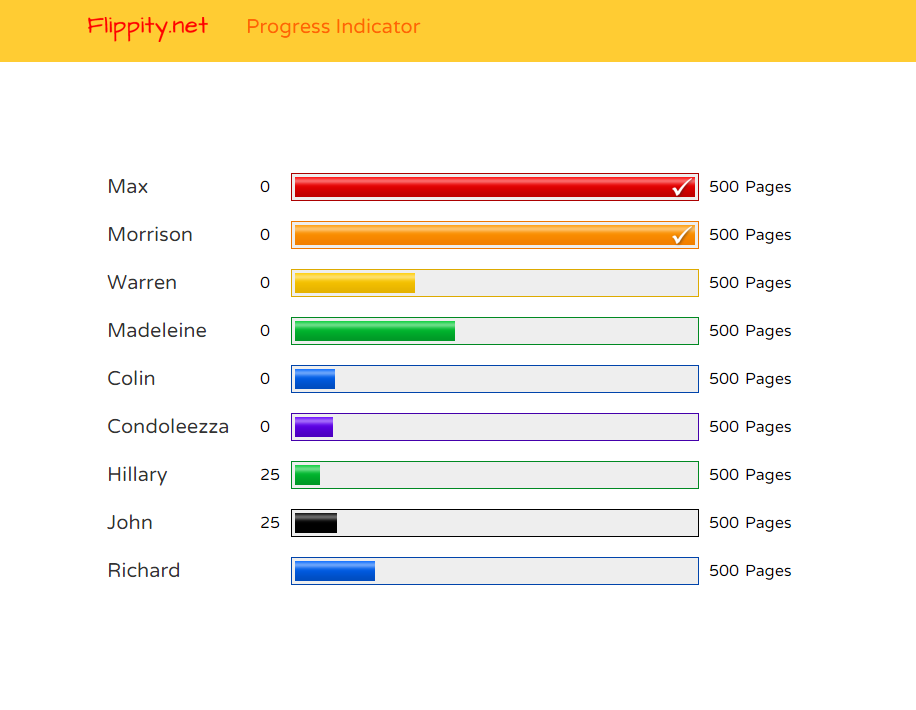 Flippity.net Progress Indicator
Max 0 500 Pages
Morrison 0 500 Pages
Warren 0 500 Pages
Madeleine 0 500 Pages
Colin 0 500 Pages
Condoleezza 0 500 Pages
Hillary 25 500 Pages
John 25 500 Pages
Richard 500 Pages